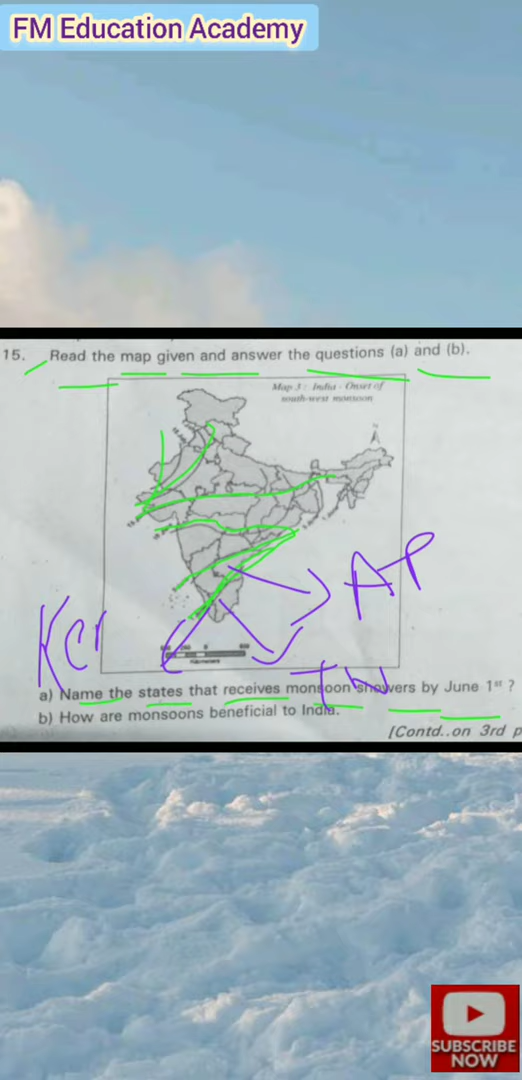 FM Education Academy
15. Read the map given and answer the questions (a) and (b).
Map 3 : India - Onset of
south-west monsoon
AP
Ker
TN
a) Name the states that receives monsoon showers by June 1st ?
b) How are monsoons beneficial to India.
[Contd..on 3rd p
SUBSCRIBE
NOW